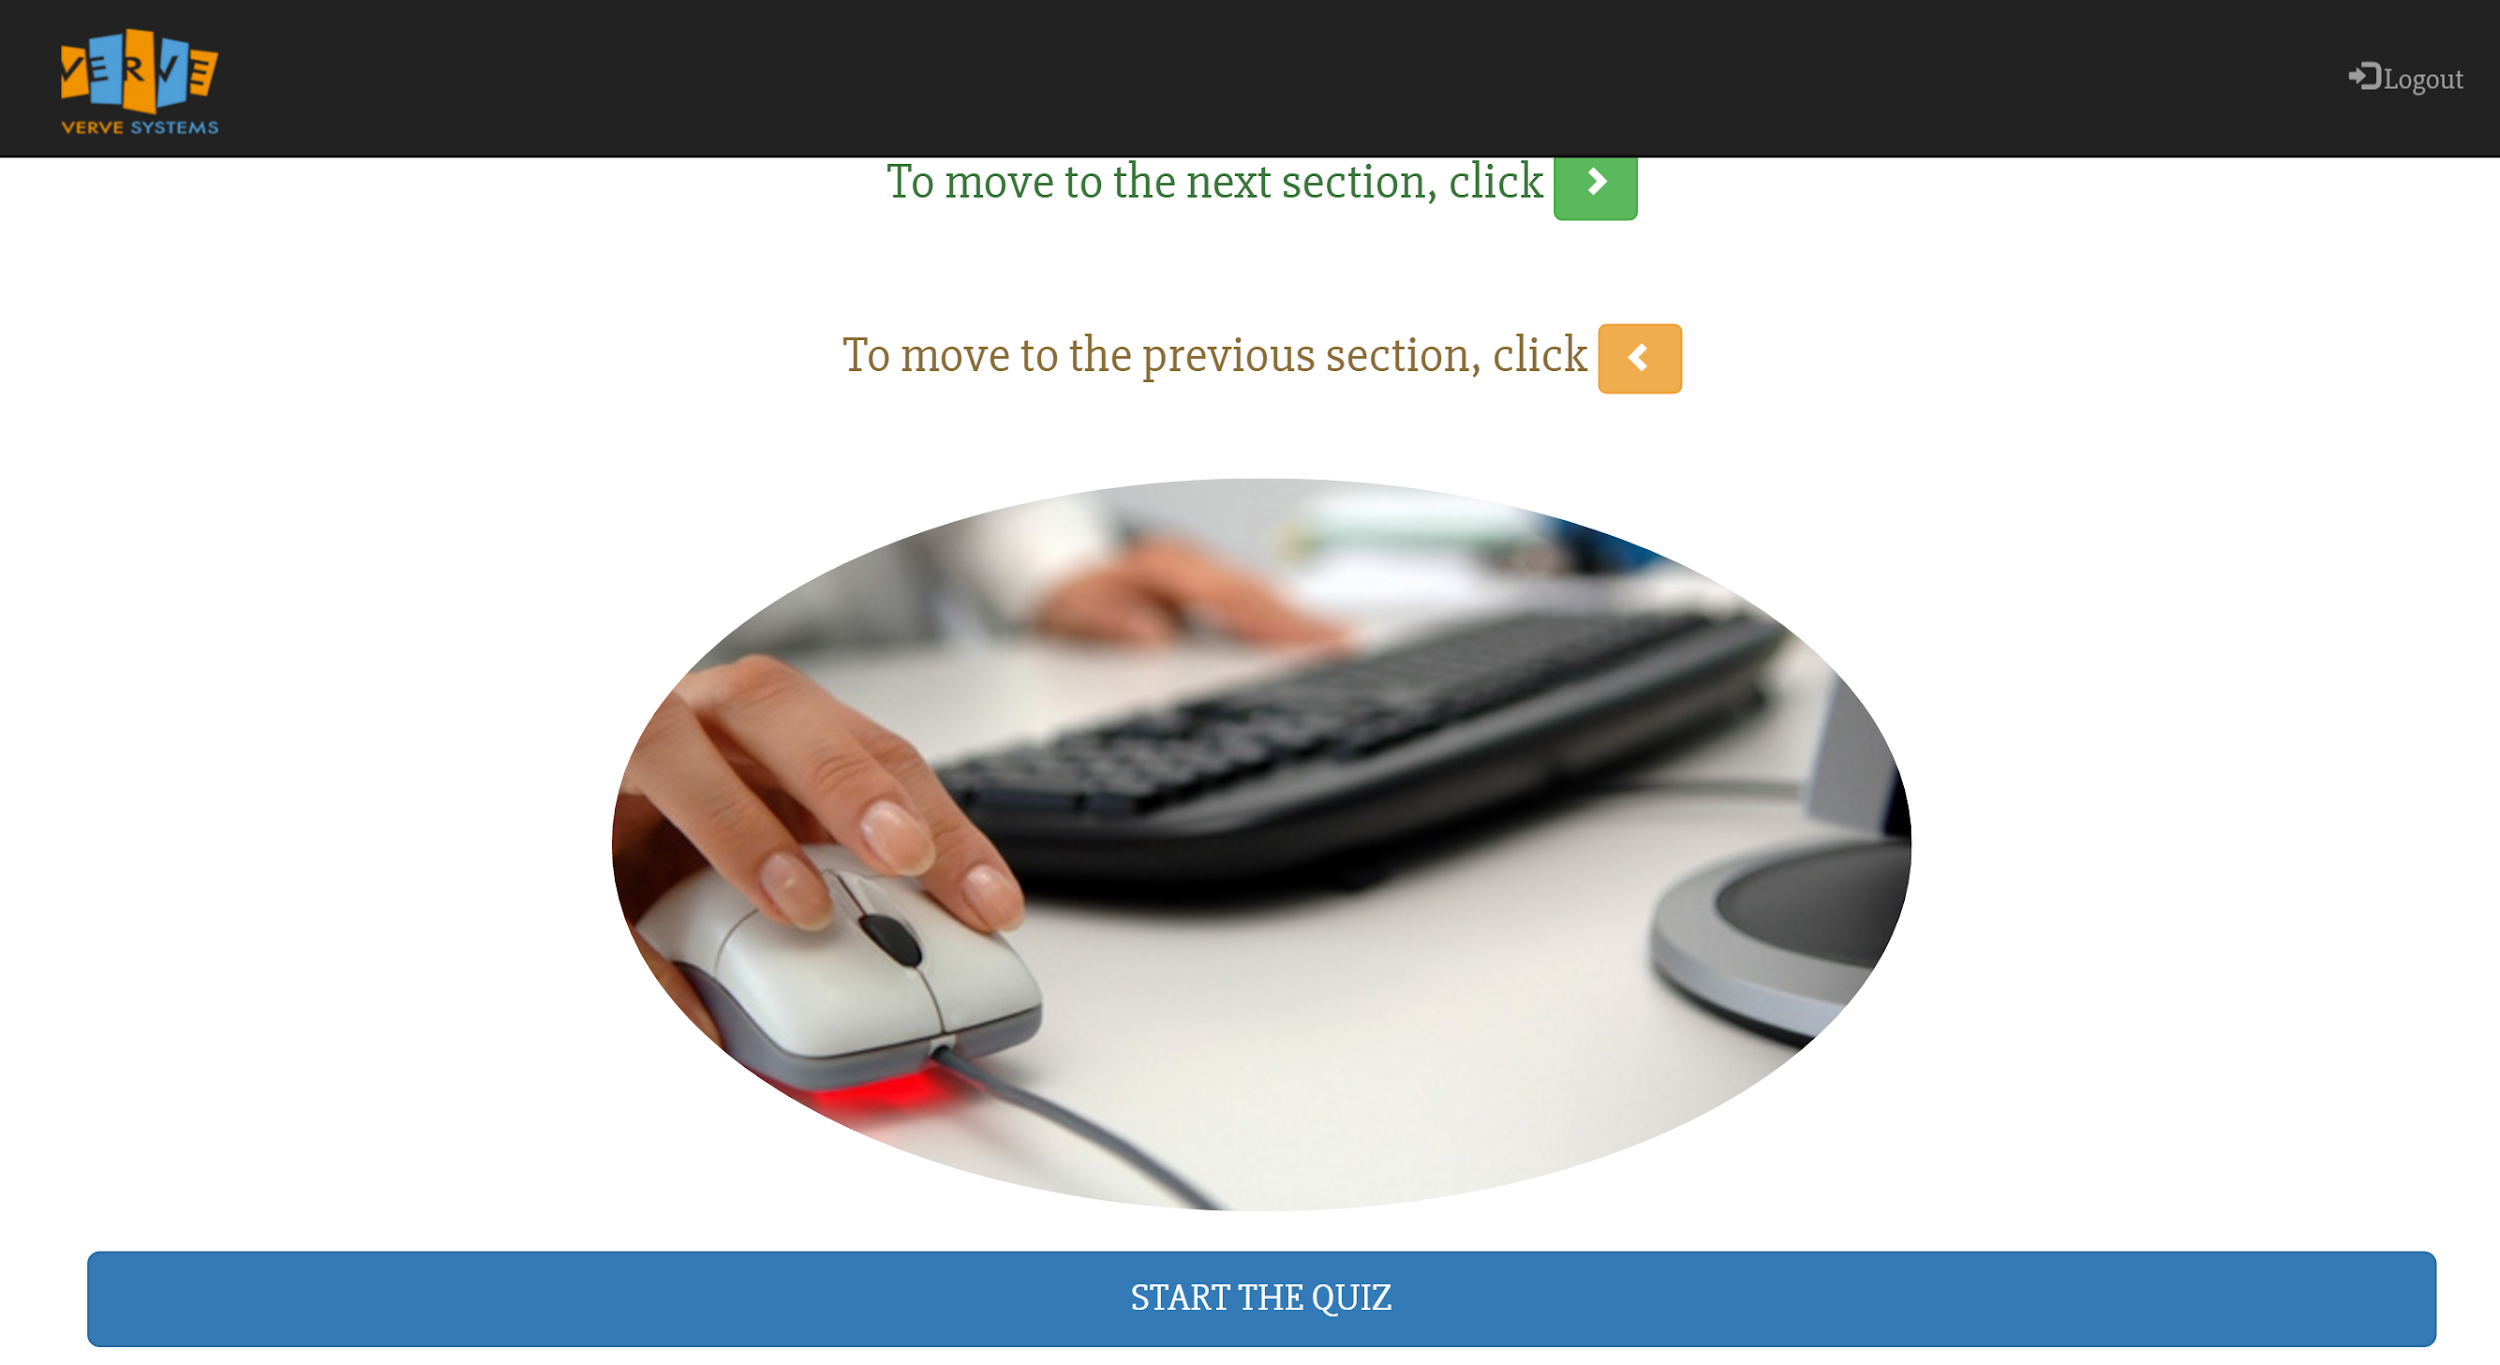 VERVE
VERVE SYSTEMS
Logout
To move to the next section, click
To move to the previous section, click
START THE QUIZ